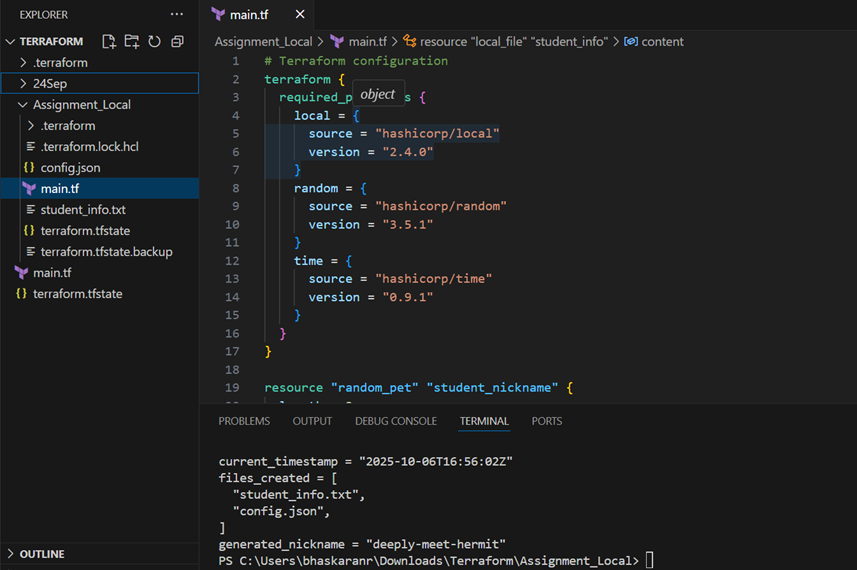 EXPLORER
...
TERRAFORM
.terraform
24Sep
Assignment_Local
.terraform
.terraform.lock.hcl
{} config.json
main.tf
student_info.txt
{} terraform.tfstate
terraform.tfstate.backup
main.tf
{} terraform.tfstate
OUTLINE
main.tf
Assignment_Local > main.tf > resource "local_file" "student_info" > content
1 # Terraform configuration
2 terraform {
object
3 required_p s {
4 local = {
5 source = "hashicorp/local"
6 version = "2.4.0"
7 }
8 random = {
9 source = "hashicorp/random"
10 version = "3.5.1"
11 }
12 time = {
13 source = "hashicorp/time"
14 version = "0.9.1"
15 }
16 }
17 }
18
19 resource "random_pet" "student_nickname" {
PROBLEMS OUTPUT DEBUG CONSOLE TERMINAL PORTS
current_timestamp = "2025-10-06T16:56:02Z"
files_created = [
"student_info.txt",
"config.json",
]
generated_nickname = "deeply-meet-hermit"
PS C:\Users\bhaskaranr\Downloads\Terraform\Assignment_Local>